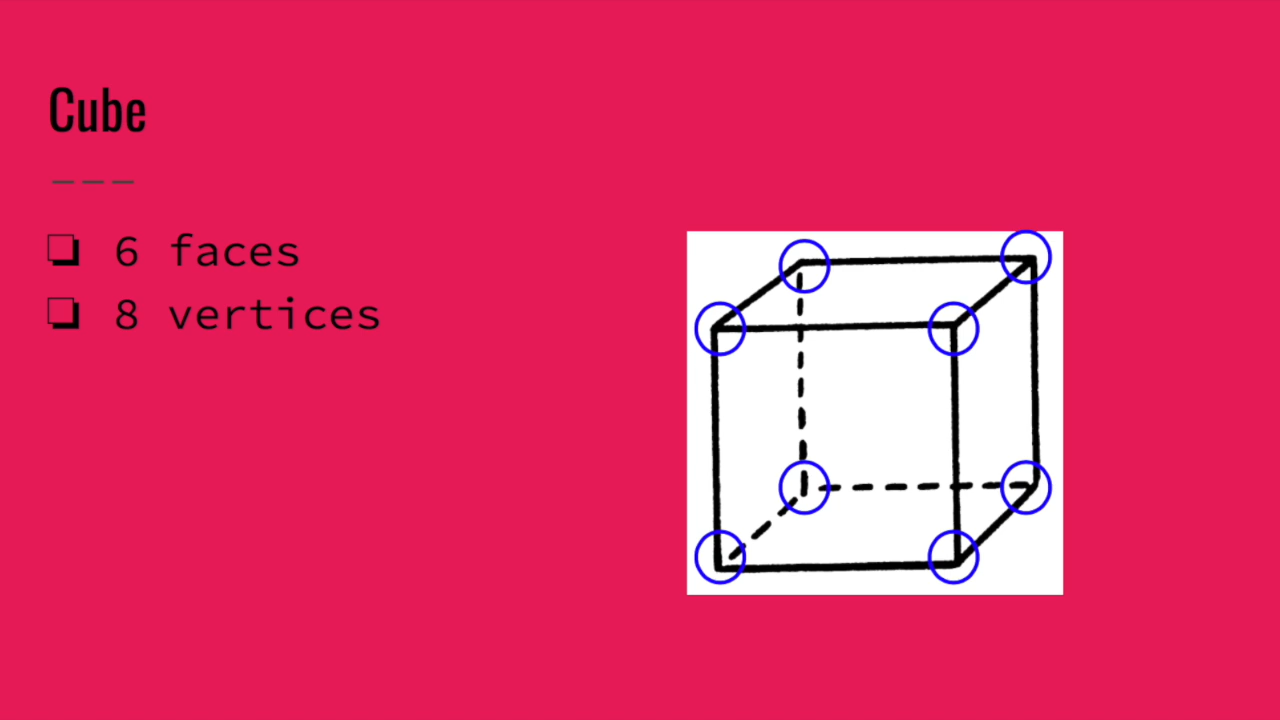 Cube
❏ 6 faces
❏ 8 vertices